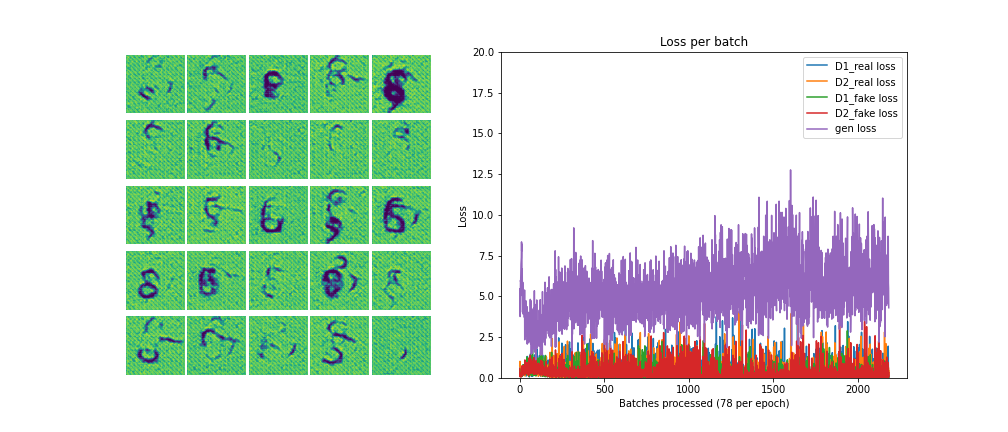 Loss per batch
20.0
17.5
15.0
12.5
10.0
7.5
5.0
2.5
0.0
Loss
D1_real loss
D2_real loss
D1_fake loss
D2_fake loss
gen loss
0
500
1000
1500
2000
Batches processed (78 per epoch)